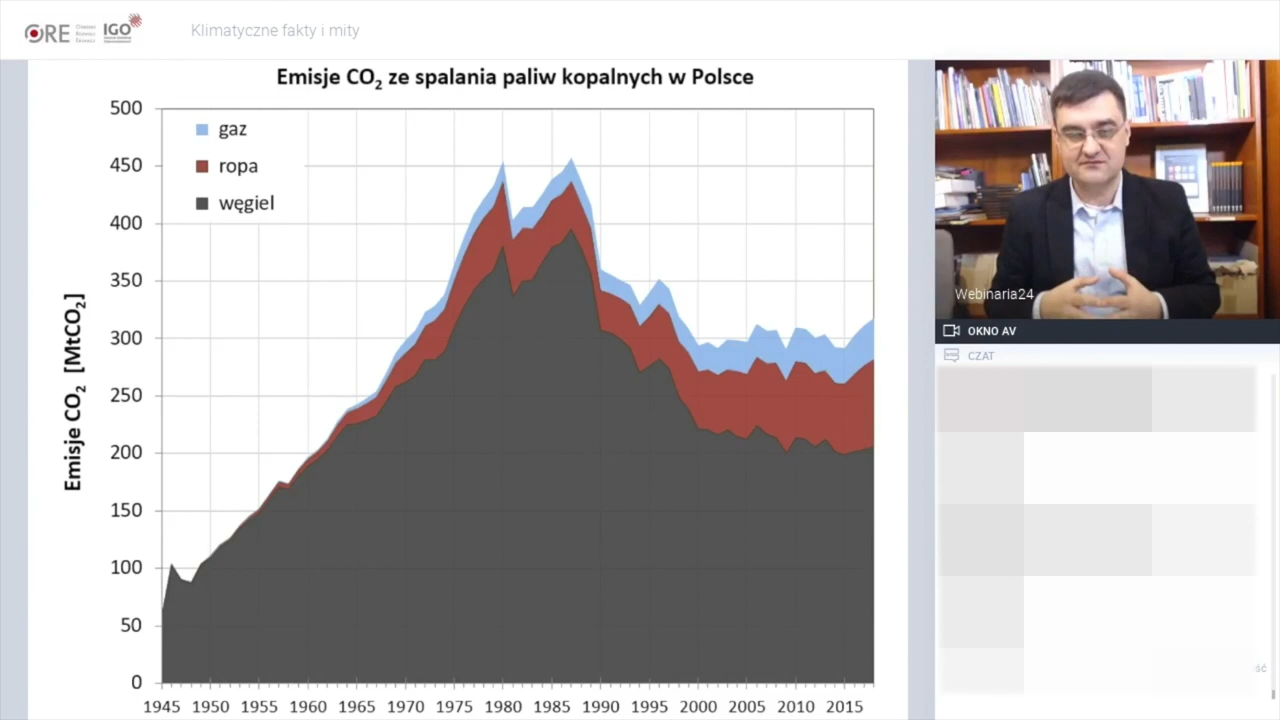 ORE
IGO
Klimatyczne fakty i mity
Emisje CO2 ze spalania paliw kopalnych w Polsce
500
450
400
350
300
250
200
150
100
50
0
gaz
ropa
węgiel
Emisje CO2 [MtCO2]
1945 1950 1955 1960 1965 1970 1975 1980 1985 1990 1995 2000 2005 2010 2015
Webinaria24
OKNO AV
CZAT